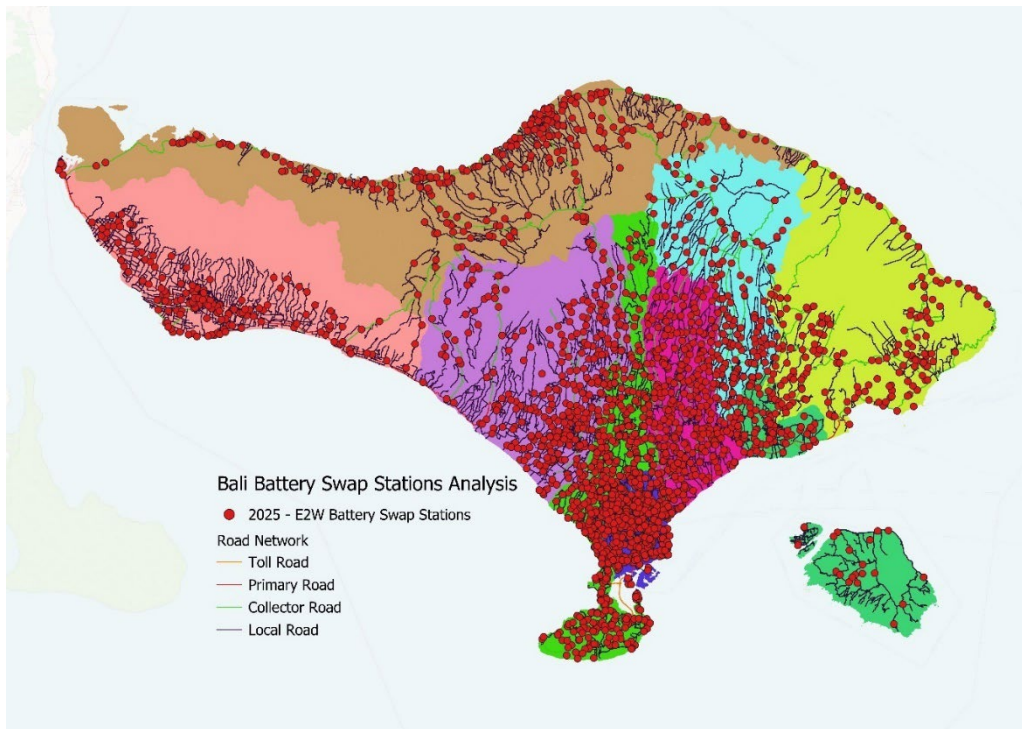 Bali Battery Swap Stations Analysis
2025 - E2W Battery Swap Stations
Road Network
Toll Road
Primary Road
Collector Road
Local Road